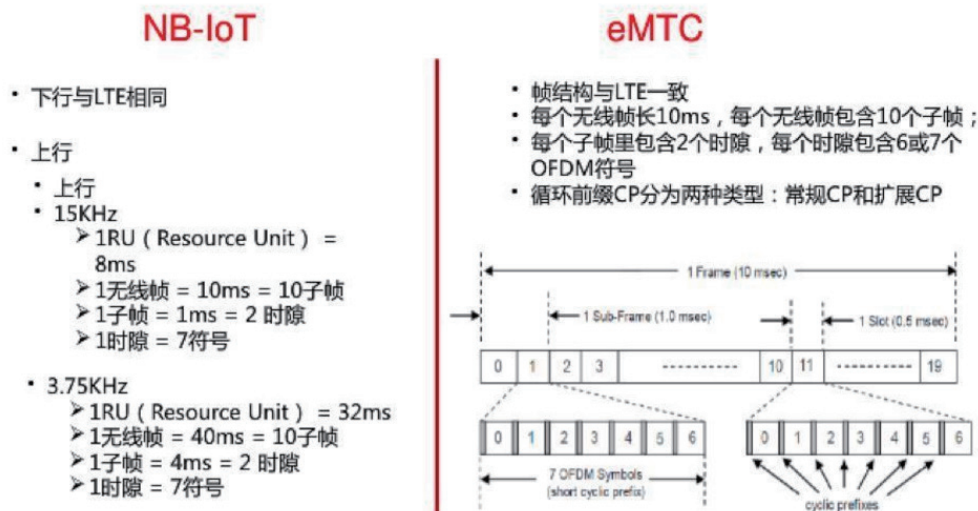 NB-IoT
• 下行与LTE相同
• 上行
• 上行
• 15KHz
➢ 1RU（Resource Unit）=
8ms
➢ 1无线帧 = 10ms = 10子帧
➢ 1子帧 = 1ms = 2 时隙
➢ 1时隙 = 7符号
• 3.75KHz
➢ 1RU（Resource Unit）= 32ms
➢ 1无线帧 = 40ms = 10子帧
➢ 1子帧 = 4ms = 2 时隙
➢ 1时隙 = 7符号
eMTC
• 帧结构与LTE一致
• 每个无线帧长10ms，每个无线帧包含10个子帧；
• 每个子帧里包含2个时隙，每个时隙包含6或7个
OFDM符号
• 循环前缀CP分为两种类型：常规CP和扩展CP
1 Frame (10 msec)
1 Sub-Frame (1.0 msec)
1 Slot (0.5 msec)
0 1 2 3 10 11 19
0 1 2 3 4 5 6
0 1 2 3 4 5 6
7 OFDM Symbols
(short cyclic prefix)
cyclic prefixes